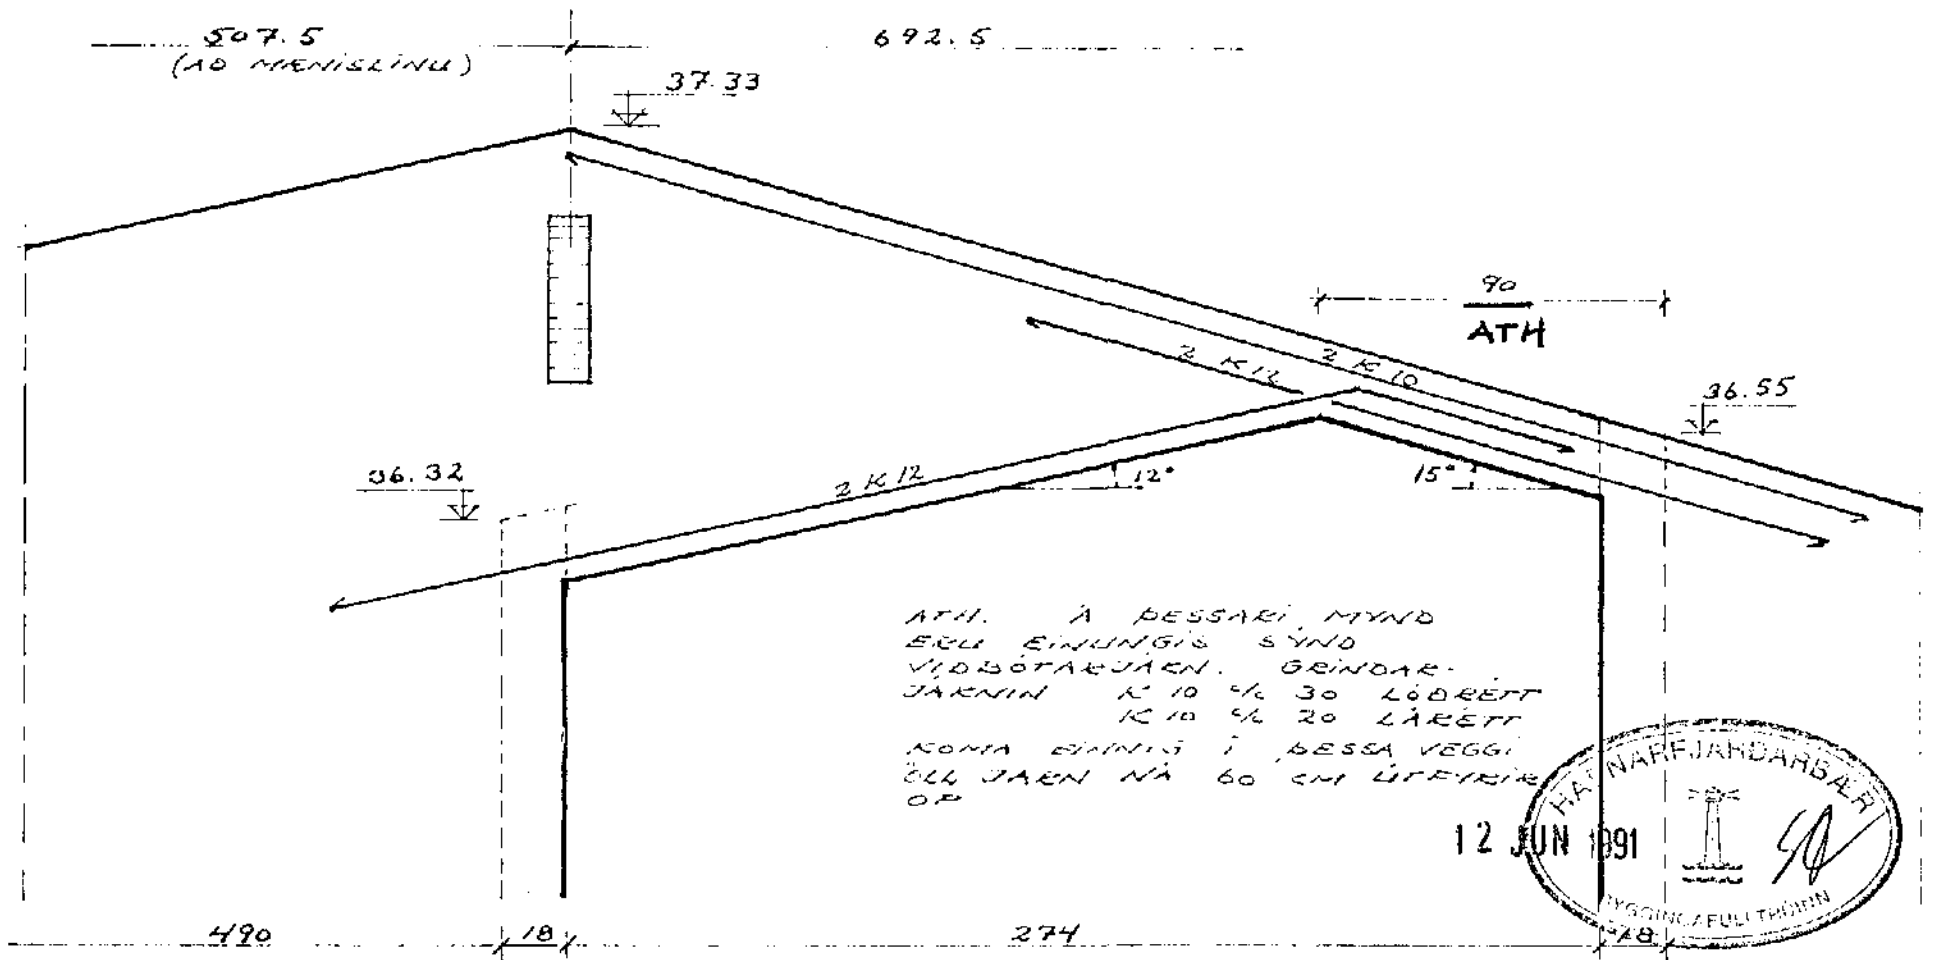 507.5
692.5
(AÐ MÆNISLÍNU)
37.33
90
ATH
2 K 12
2 K 10
36.55
36.32
2 K 12
12°
15°
ATH. Á ÞESSARI MYND
ERU EINUNGIS SÝND
VIÐBÓTARJÁRN. GRINDAR-
JÁRNIN K 10 c/c 30 LÓÐRÉTT
K 10 c/c 20 LÁRÉTT
KOMA EINNIG Í ÞESSA VEGGI
ÖLL JÁRN NÁ 60 CM ÚTFYRIR
OP
HAFNARFJARÐARBÆR
12 JUN 1991
BYGGINGAFULLTRÚINN
490
18
274
18